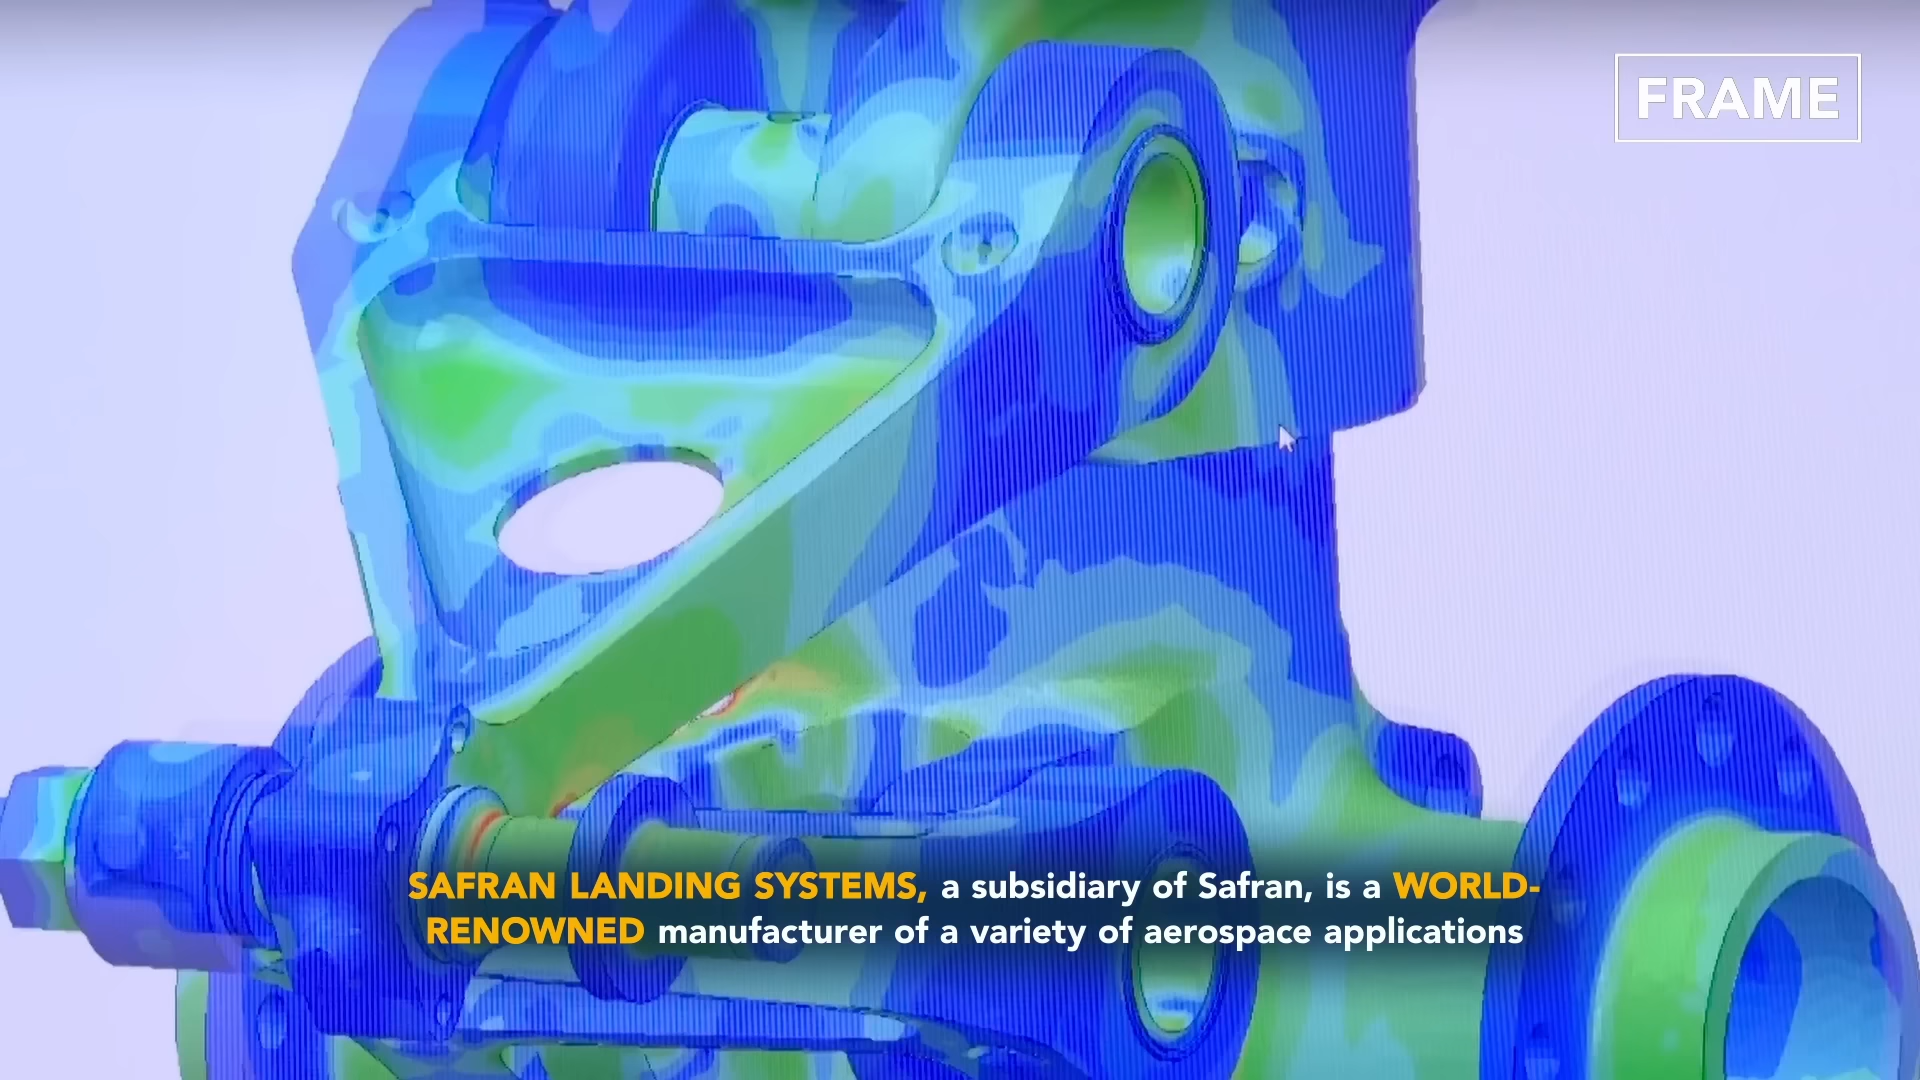 FRAME
SAFRAN LANDING SYSTEMS, a subsidiary of Safran, is a WORLD-
RENOWNED manufacturer of a variety of aerospace applications